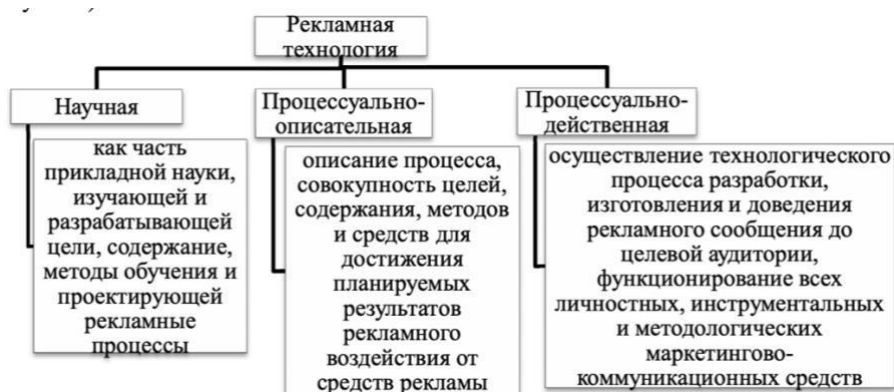 Рекламная
технология
Научная
как часть
прикладной науки,
изучающей и
разрабатывающей
цели, содержание,
методы обучения и
проектирующей
рекламные
процессы
Процессуально-
описательная
описание процесса,
совокупность целей,
содержания, методов
и средств для
достижения
планируемых
результатов
рекламного
воздействия от
средств рекламы
Процессуально-
действенная
осуществление технологического
процесса разработки,
изготовления и доведения
рекламного сообщения до
целевой аудитории,
функционирование всех
личностных, инструментальных
и методологических
маркетингово-
коммуникационных средств